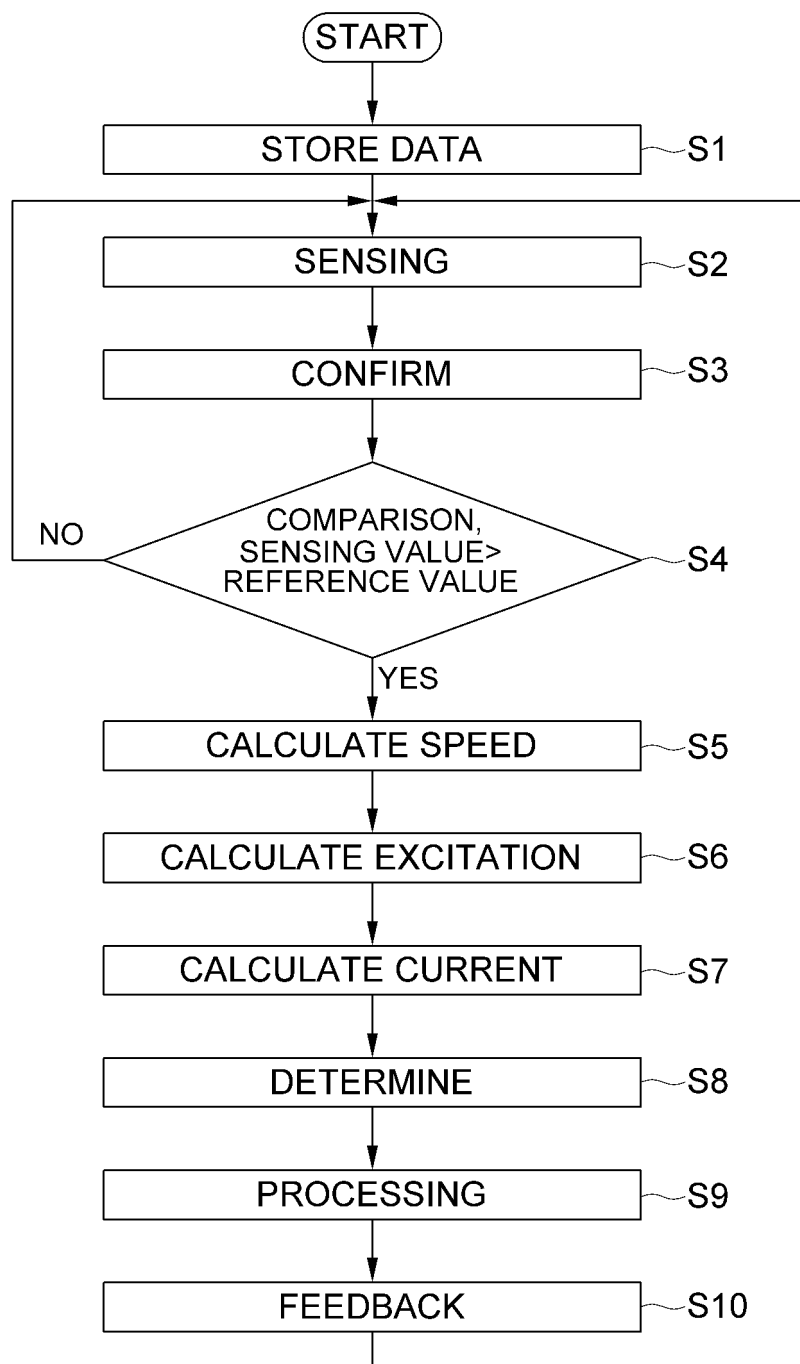 START
STORE DATA
S1
SENSING
S2
CONFIRM
S3
COMPARISON,
SENSING VALUE>
REFERENCE VALUE
S4
NO
YES
CALCULATE SPEED
S5
CALCULATE EXCITATION
S6
CALCULATE CURRENT
S7
DETERMINE
S8
PROCESSING
S9
FEEDBACK
S10